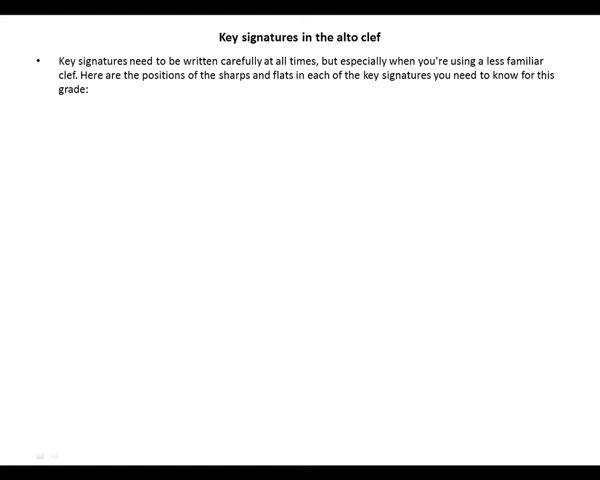 Key signatures in the alto clef
• Key signatures need to be written carefully at all times, but especially when you're using a less familiar
clef. Here are the positions of the sharps and flats in each of the key signatures you need to know for this
grade: